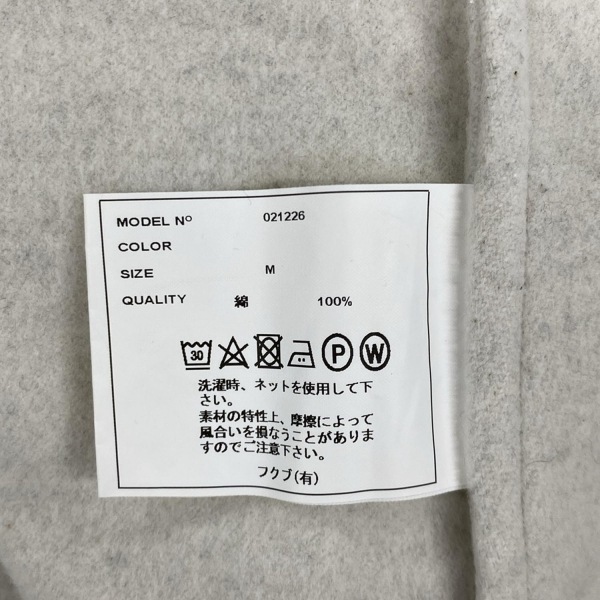 MODEL Nº 021226
COLOR
SIZE M
QUALITY 綿 100%
30 P W
洗濯時、ネットを使用して下
さい。
素材の特性上、摩擦によって
風合いを損なうことがありま
すのでご注意下さい。
フクブ(有)